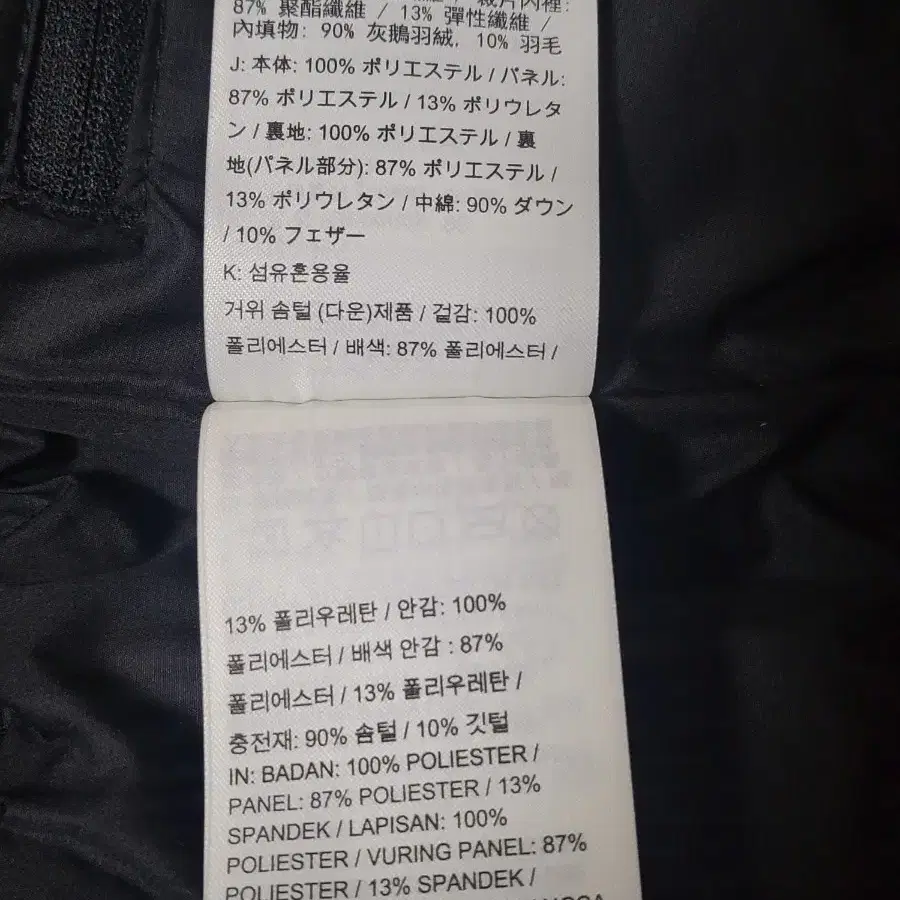 87% 聚酯纖維 / 13% 彈性纖維 /
內填物: 90% 灰鵝羽絨, 10% 羽毛
J: 本体: 100% ポリエステル / パネル:
87% ポリエステル / 13% ポリウレタ
ン / 裏地: 100% ポリエステル / 裏
地(パネル部分): 87% ポリエステル /
13% ポリウレタン / 中綿: 90% ダウン
/ 10% フェザー
K: 섬유혼용율
거위 솜털 (다운)제품 / 겉감: 100%
폴리에스터 / 배색: 87% 폴리에스터 /
13% 폴리우레탄 / 안감: 100%
폴리에스터 / 배색 안감 : 87%
폴리에스터 / 13% 폴리우레탄 /
충전재: 90% 솜털 / 10% 깃털
IN: BADAN: 100% POLIESTER /
PANEL: 87% POLIESTER / 13%
SPANDEK / LAPISAN: 100%
POLIESTER / VURING PANEL: 87%
POLIESTER / 13% SPANDEK /